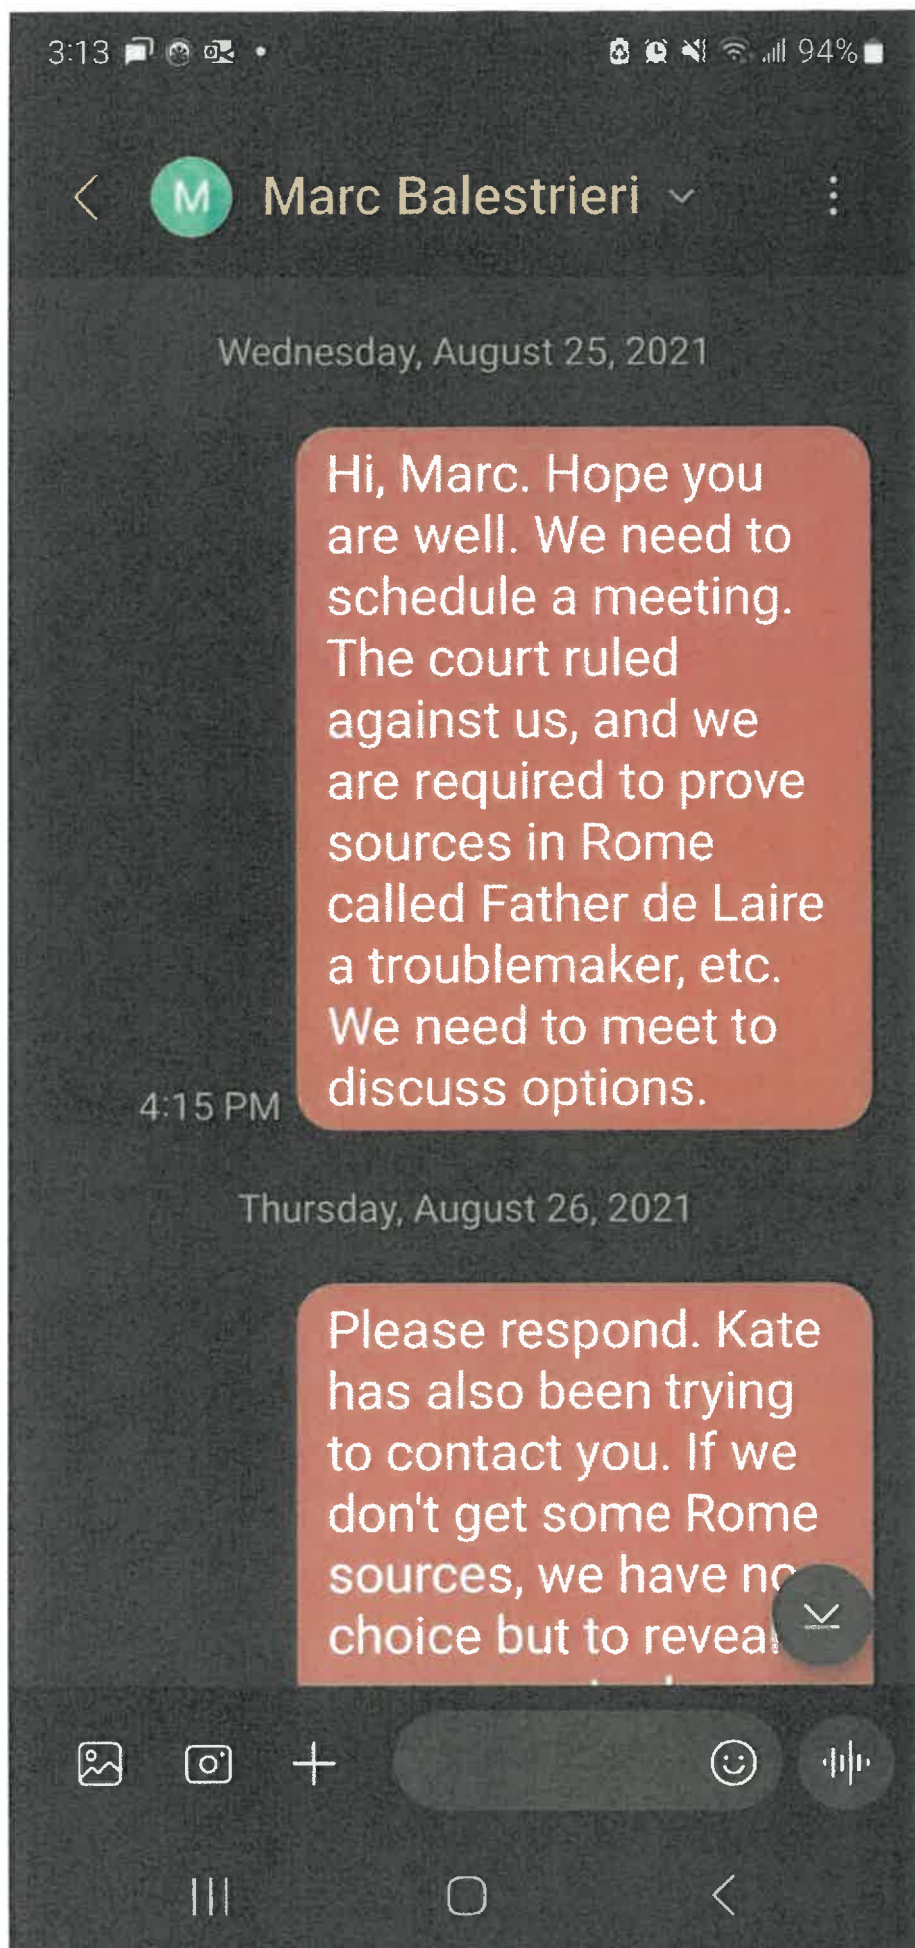 3:13
94%
M
Marc Balestrieri
Wednesday, August 25, 2021
Hi, Marc. Hope you
are well. We need to
schedule a meeting.
The court ruled
against us, and we
are required to prove
sources in Rome
called Father de Laire
a troublemaker, etc.
We need to meet to
discuss options.
4:15 PM
Thursday, August 26, 2021
Please respond. Kate
has also been trying
to contact you. If we
don't get some Rome
sources, we have no
choice but to reveal